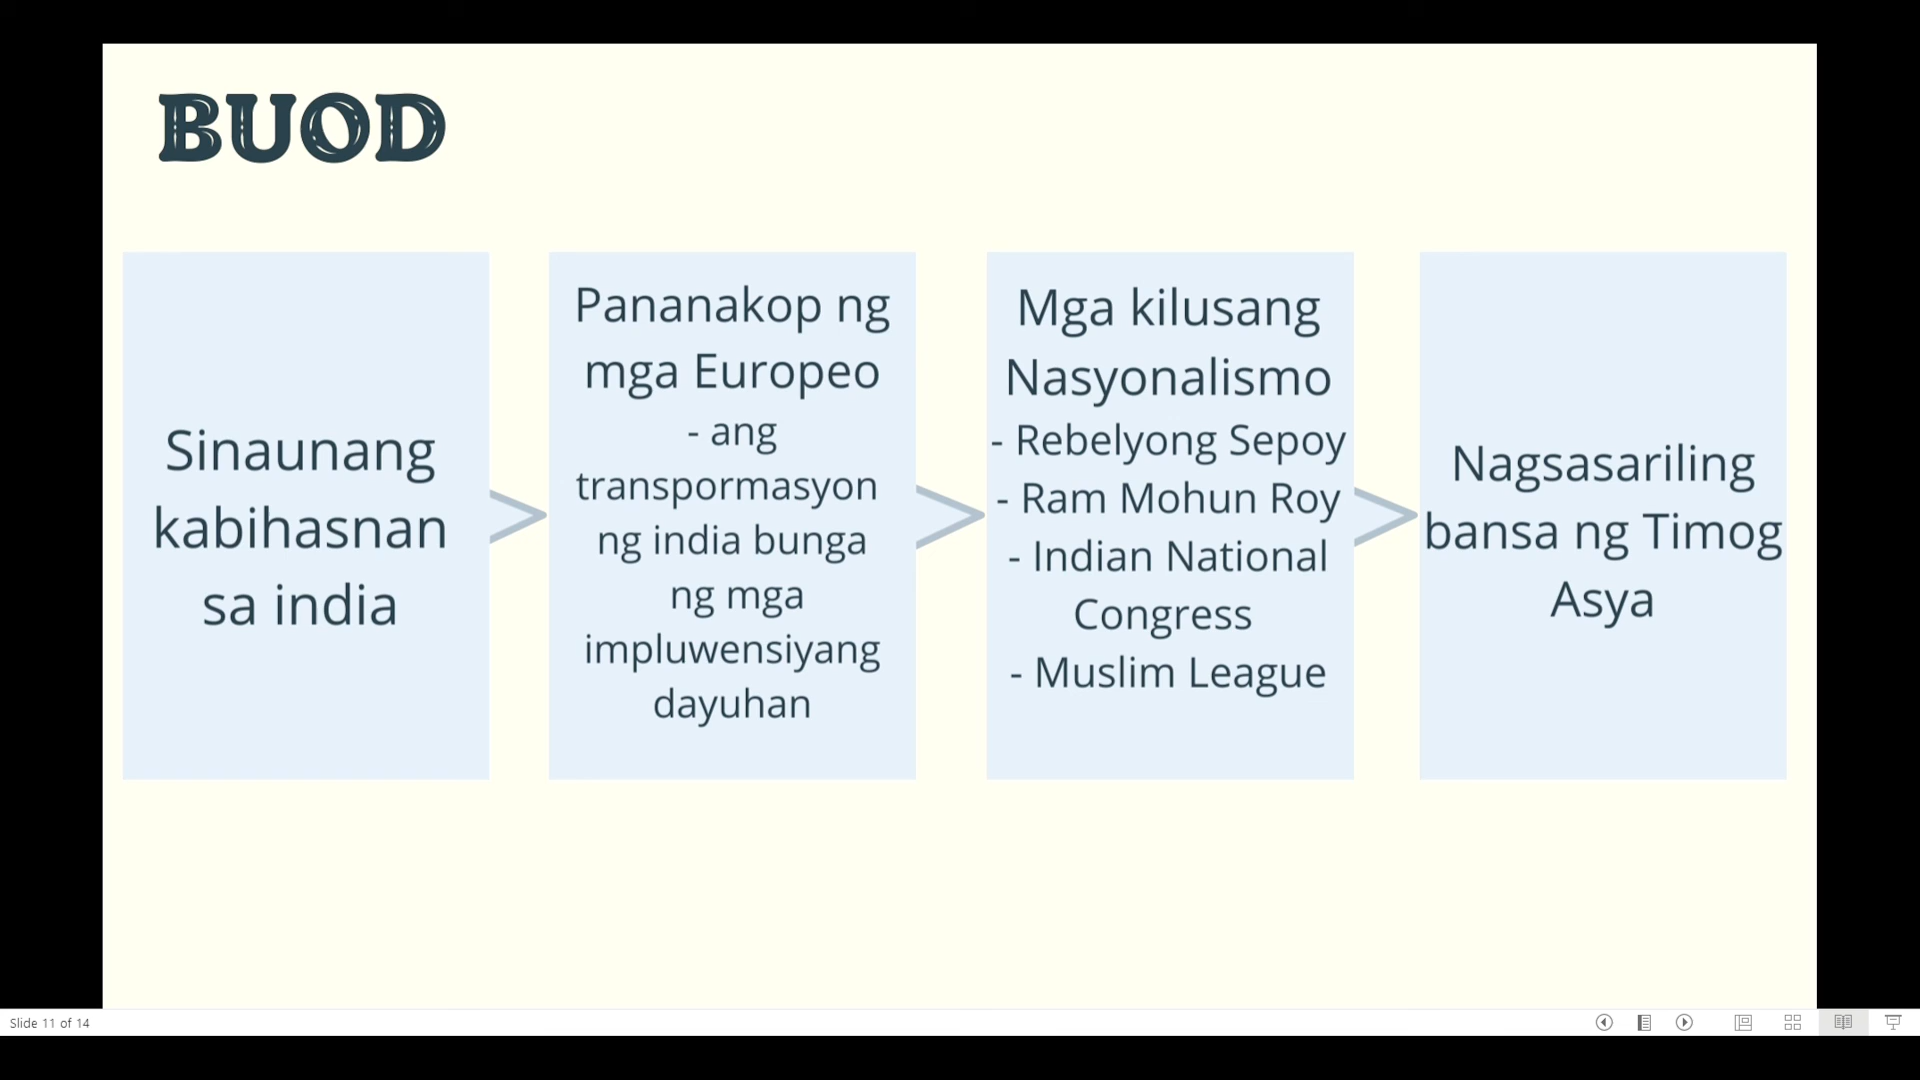 BUOD
Sinaunang
kabihasnan
sa india
Pananakop ng
mga Europeo
- ang
transpormasyon
ng india bunga
ng mga
impluwensiyang
dayuhan
Mga kilusang
Nasyonalismo
- Rebelyong Sepoy
- Ram Mohun Roy
- Indian National
Congress
- Muslim League
Nagsasariling
bansa ng Timog
Asya
Slide 11 of 14